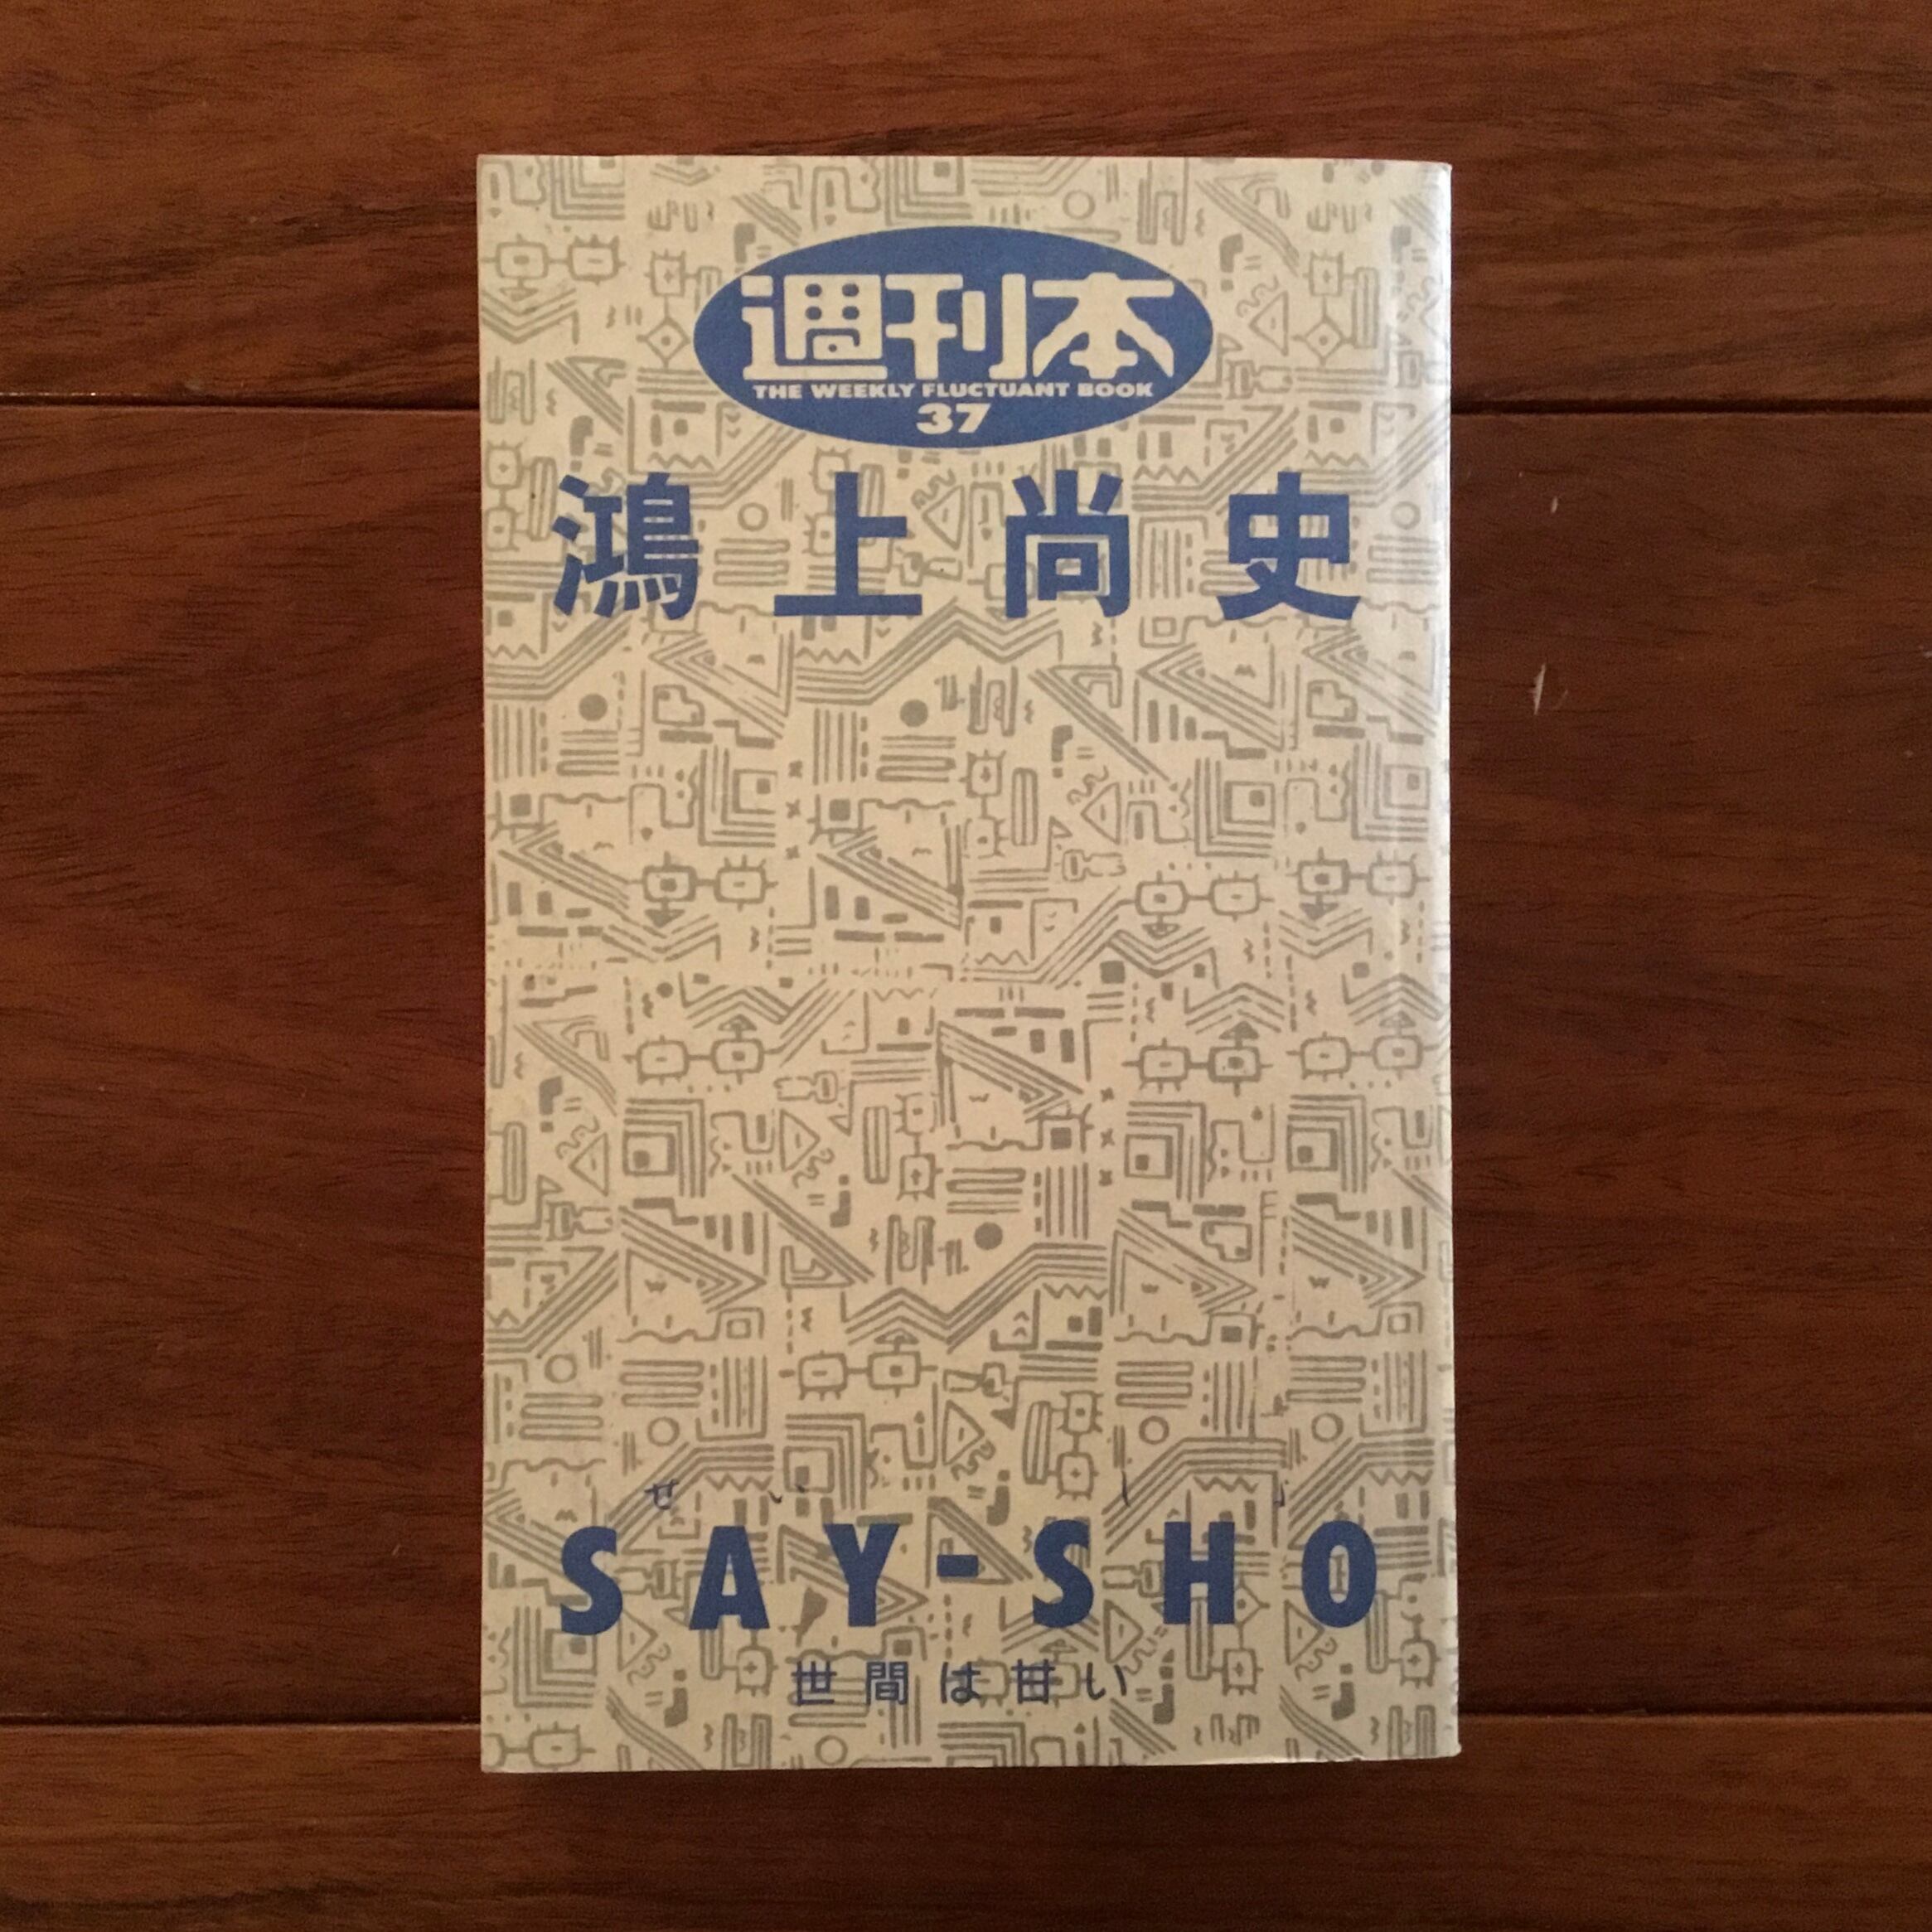 週刊本
THE WEEKLY FLUCTUANT BOOK
37
鴻上尚史
せい しょ
SAY-SHO
世間は甘い